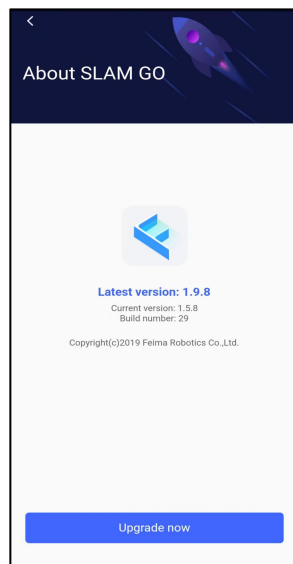 About SLAM GO
Latest version: 1.9.8
Current version: 1.5.8
Build number: 29
Copyright(c)2019 Feima Robotics Co.,Ltd.
Upgrade now